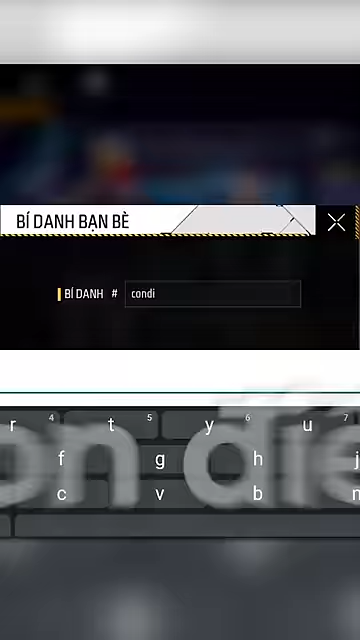 BÍ DANH BẠN BÈ
BÍ DANH # condi
r 4 t 5 y 6 u 7
f g h j
c v b